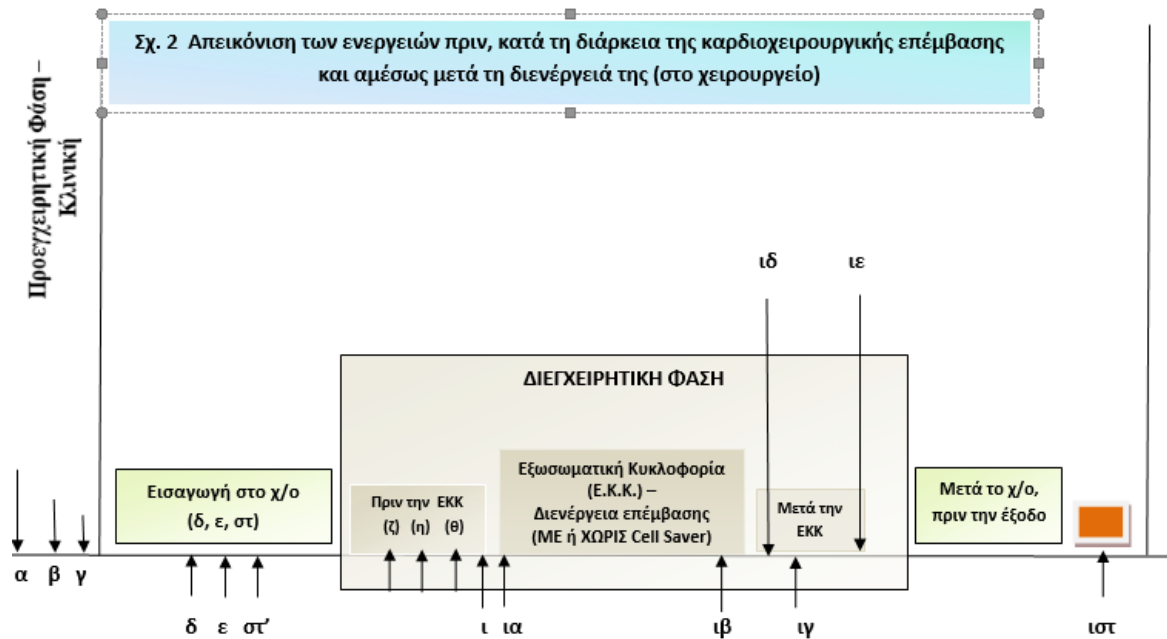 Σχ. 2 Απεικόνιση των ενεργειών πριν, κατά τη διάρκεια της καρδιοχειρουργικής επέμβασης
και αμέσως μετά τη διενέργειά της (στο χειρουργείο)
Προεγχειρητική Φάση –
Κλινική
ιδ
ιε
ΔΙΕΓΧΕΙΡΗΤΙΚΗ ΦΑΣΗ
Εισαγωγή στο χ/ο
(δ, ε, στ)
Πριν την ΕΚΚ
(ζ) (η) (θ)
Εξωσωματική Κυκλοφορία
(Ε.Κ.Κ.) –
Διενέργεια επέμβασης
(ΜΕ ή ΧΩΡΙΣ Cell Saver)
Μετά την
ΕΚΚ
Μετά το χ/ο,
πριν την έξοδο
α β γ
δ ε στ’ ι ια ιβ ιγ ιστ